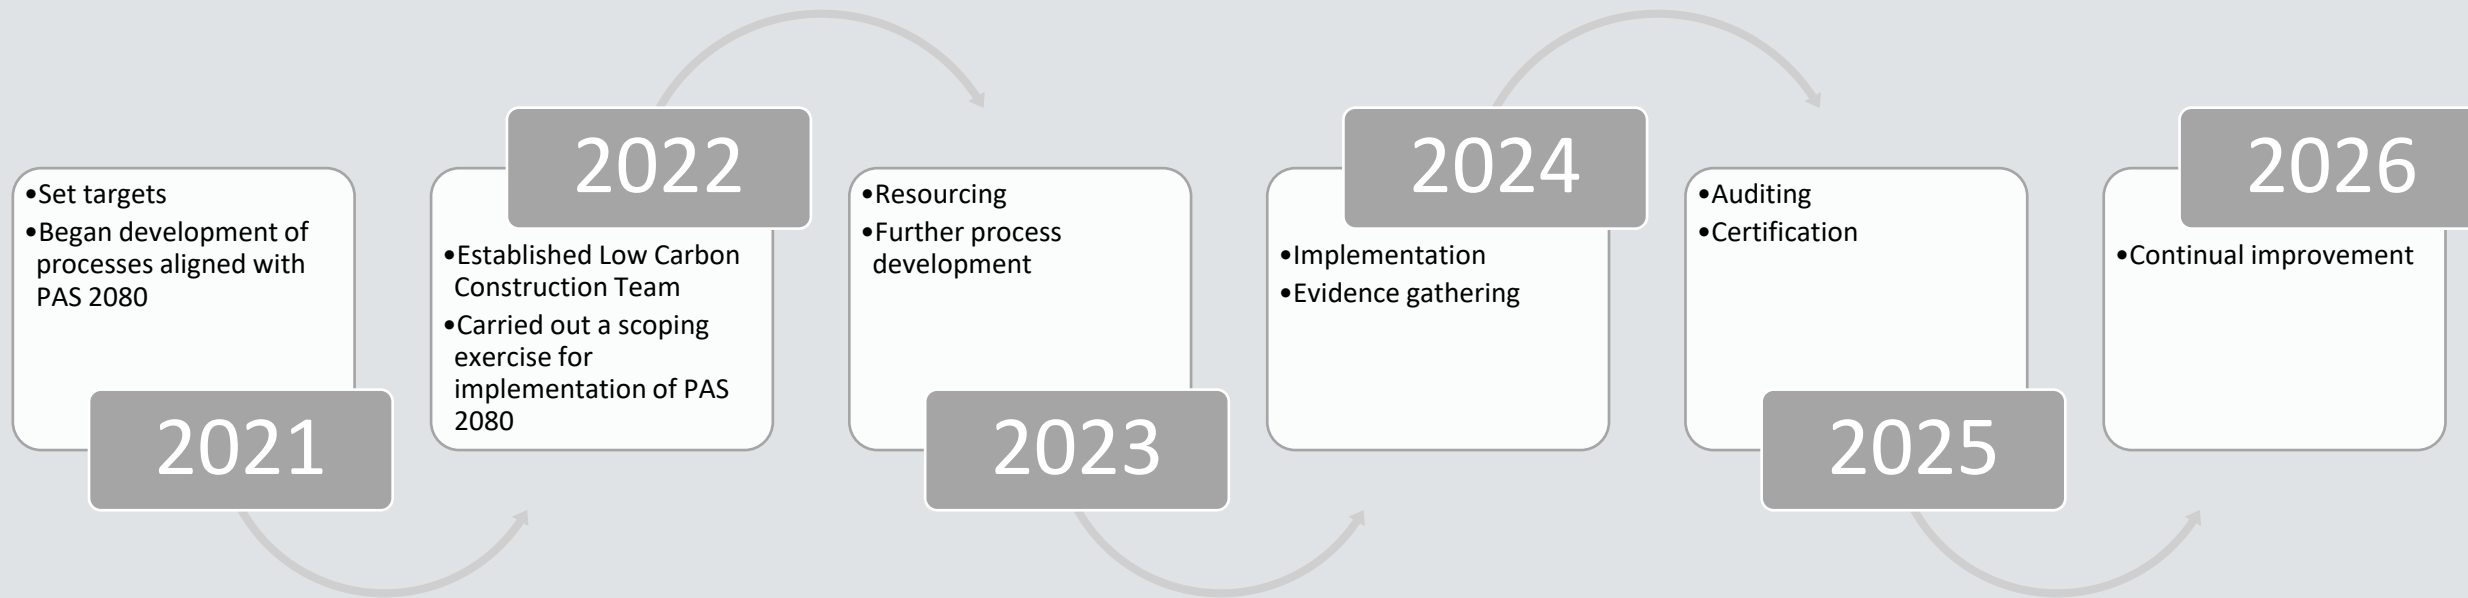 •Set targets
•Began development of
processes aligned with
PAS 2080
2021
2022
•Established Low Carbon
Construction Team
•Carried out a scoping
exercise for
implementation of PAS
2080
•Resourcing
•Further process
development
2023
2024
•Implementation
•Evidence gathering
•Auditing
•Certification
2025
2026
•Continual improvement